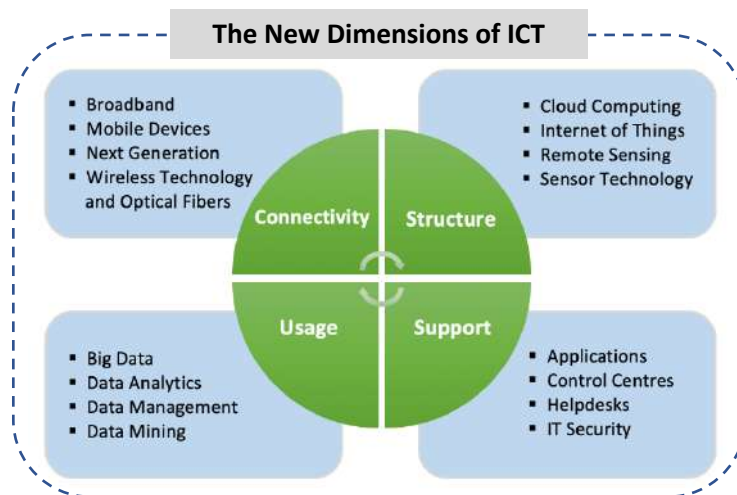 The New Dimensions of ICT
▪ Broadband
▪ Mobile Devices
▪ Next Generation
▪ Wireless Technology
and Optical Fibers
▪ Cloud Computing
▪ Internet of Things
▪ Remote Sensing
▪ Sensor Technology
Connectivity
Structure
Usage
Support
▪ Big Data
▪ Data Analytics
▪ Data Management
▪ Data Mining
▪ Applications
▪ Control Centres
▪ Helpdesks
▪ IT Security